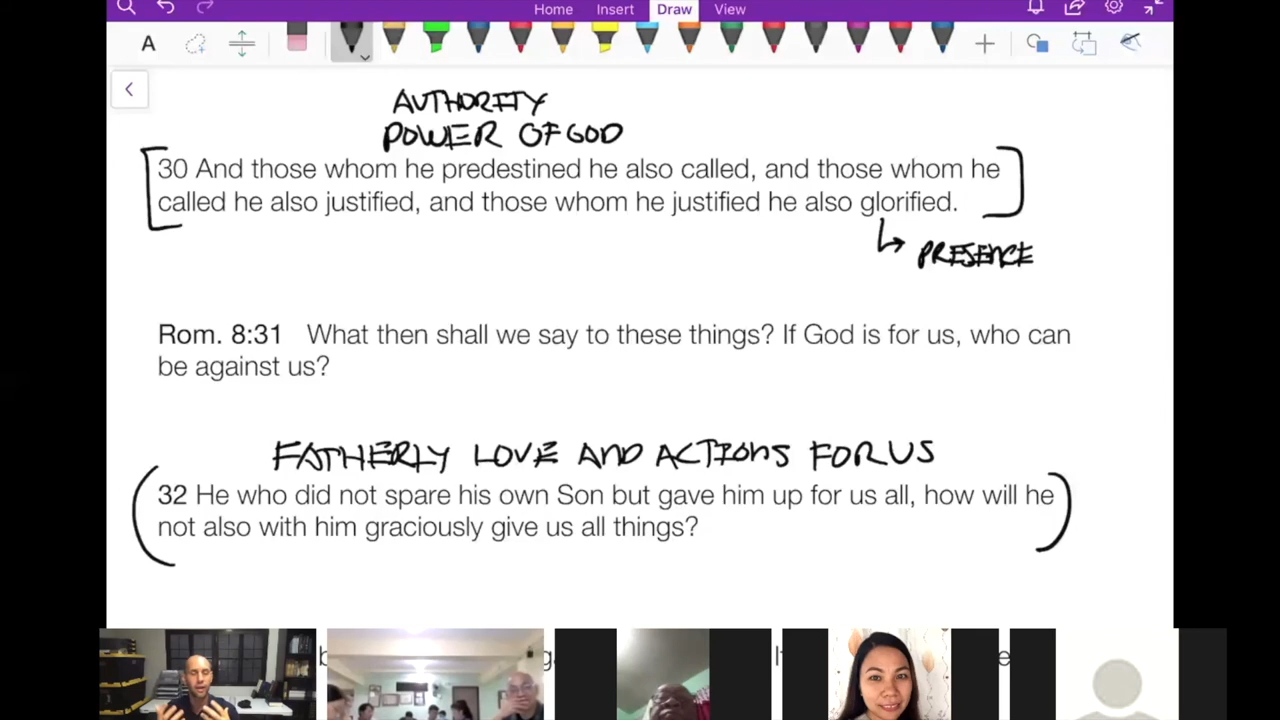 Home Insert Draw View
A
AUTHORITY
POWER OF GOD
30 And those whom he predestined he also called, and those whom he
called he also justified, and those whom he justified he also glorified.
PRESENCE
Rom. 8:31 What then shall we say to these things? If God is for us, who can
be against us?
FATHERLY LOVE AND ACTIONS FOR US
32 He who did not spare his own Son but gave him up for us all, how will he
not also with him graciously give us all things?